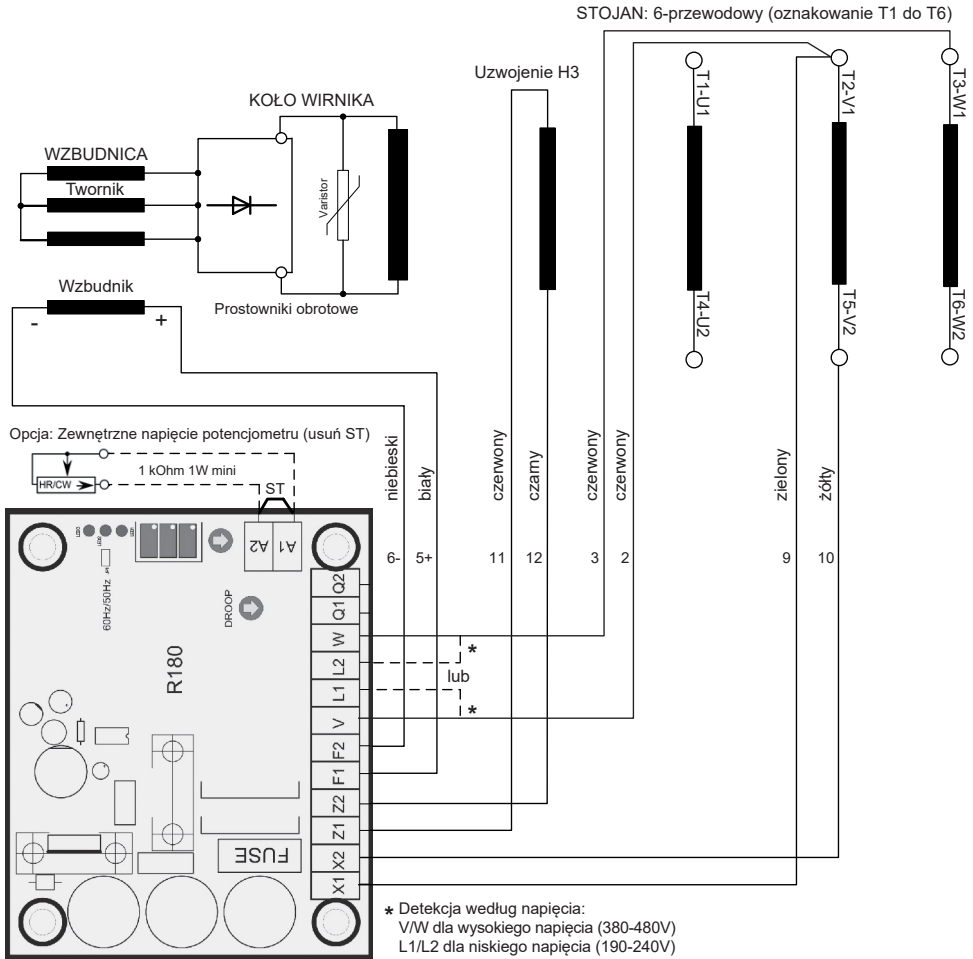 STOJAN: 6-przewodowy (oznakowanie T1 do T6)
Uzwojenie H3
KOŁO WIRNIKA
WZBUDNICA
Twornik
Varistor
Wzbudnik
- +
Prostowniki obrotowe
T1-U1
T2-V1
T3-W1
T4-U2
T5-V2
T6-W2
Opcja: Zewnętrzne napięcie potencjometru (usuń ST)
1 kOhm 1W mini
HR/CW
ST
niebieski
biały
czerwony
czarny
czerwony
czerwony
zielony
żółty
6- 5+ 11 12 3 2 9 10
A2 A1
60Hz/50Hz
DROOP
R180
Q2
Q1
W
L2
L1
V
F2
F1
Z2
Z1
X2
X1
*
lub
*
FUSE
* Detekcja według napięcia:
V/W dla wysokiego napięcia (380-480V)
L1/L2 dla niskiego napięcia (190-240V)